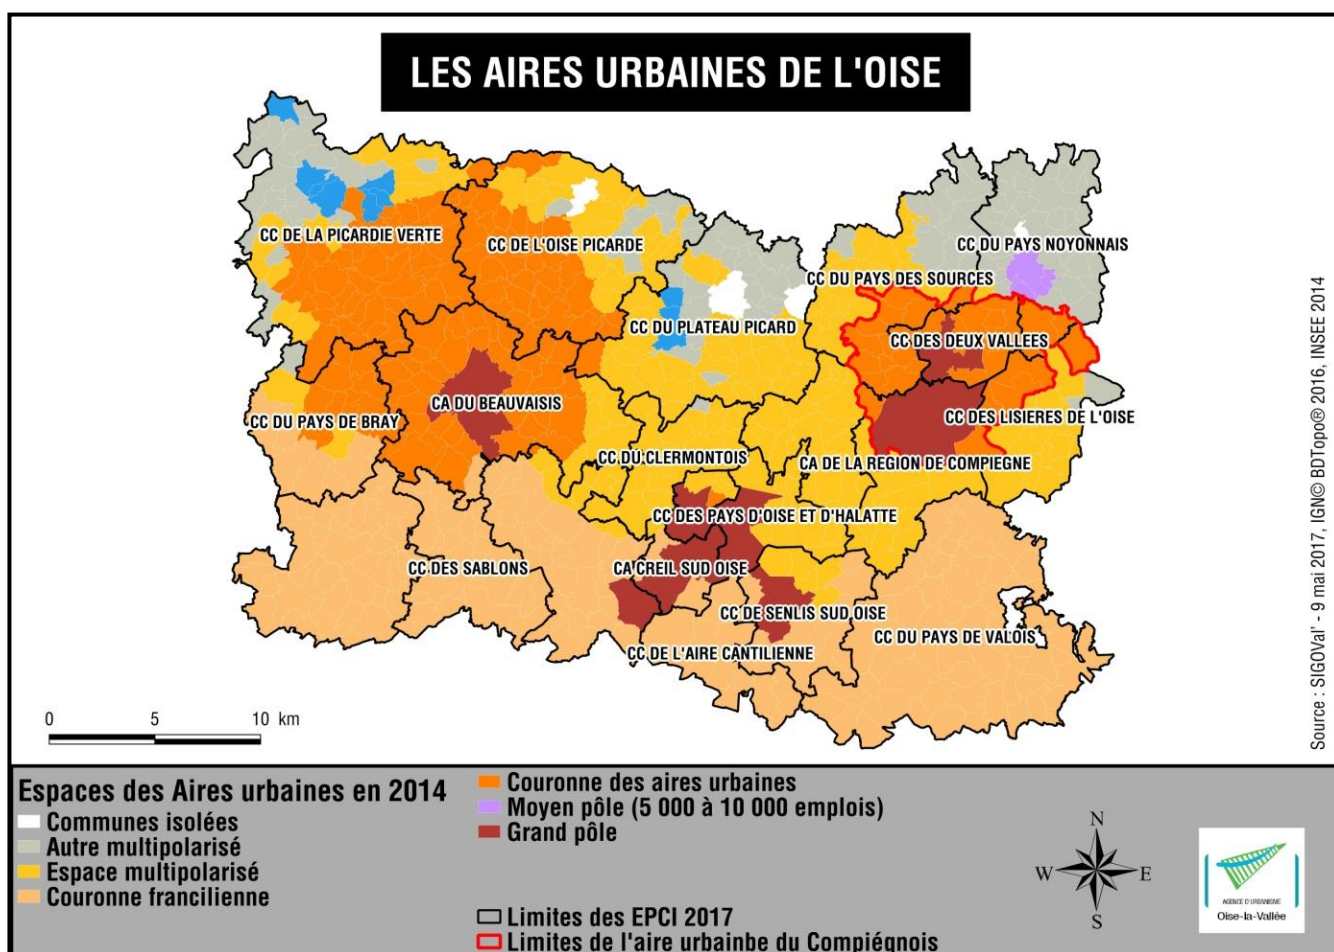 LES AIRES URBAINES DE L'OISE
CC DE LA PICARDIE VERTE
CC DE L'OISE PICARDE
CC DU PAYS NOYONNAIS
CC DU PAYS DES SOURCES
CC DU PLATEAU PICARD
CC DES DEUX VALLEES
CA DU BEAUVAISIS
CC DU PAYS DE BRAY
CC DES LISIERES DE L'OISE
CC DU CLERMONTOIS
CA DE LA REGION DE COMPIEGNE
CC DES PAYS D'OISE ET D'HALATTE
CC DES SABLONS
CA CREIL SUD OISE
CC DE SENLIS SUD OISE
CC DU PAYS DE VALOIS
CC DE L'AIRE CANTILIENNE
0 5 10 km
Source : SIGOVal' - 9 mai 2017, IGN© BDTopo® 2016, INSEE 2014
Espaces des Aires urbaines en 2014
Communes isolées
Autre multipolarisé
Espace multipolarisé
Couronne francilienne
Couronne des aires urbaines
Moyen pôle (5 000 à 10 000 emplois)
Grand pôle
Limites des EPCI 2017
Limites de l'aire urbainbe du Compiégnois
N
W E
S
AGENCE D'URBANISME
Oise-la-Vallée